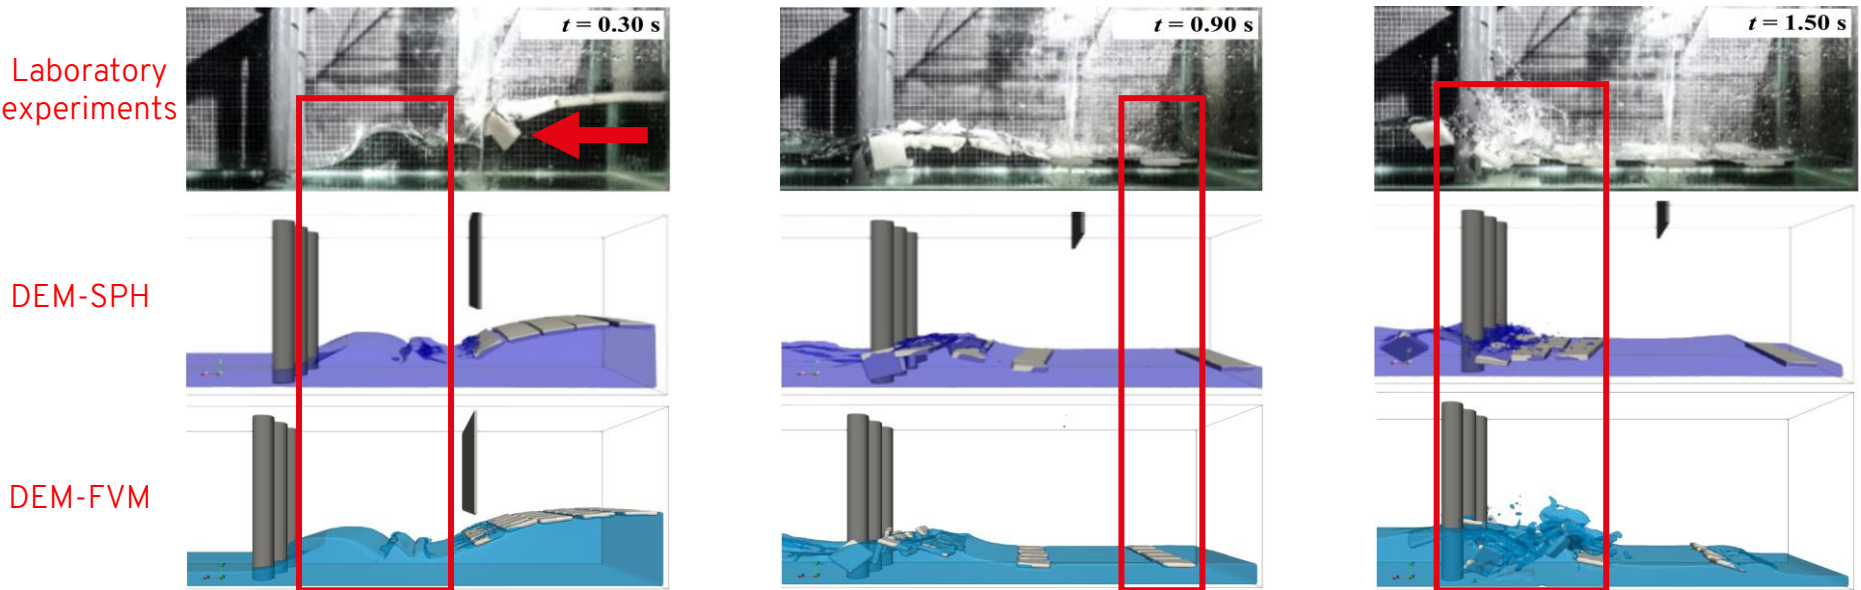 t = 0.30 s
t = 0.90 s
t = 1.50 s
Laboratory
experiments
DEM-SPH
DEM-FVM